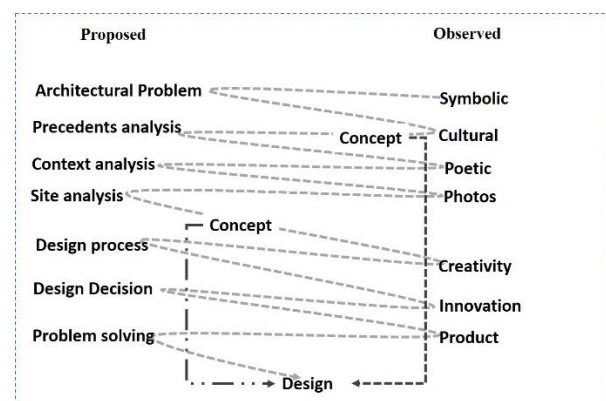 Proposed
Observed
Architectural Problem
Symbolic
Precedents analysis
Concept
Cultural
Context analysis
Poetic
Site analysis
Photos
Concept
Design process
Creativity
Design Decision
Innovation
Problem solving
Product
Design